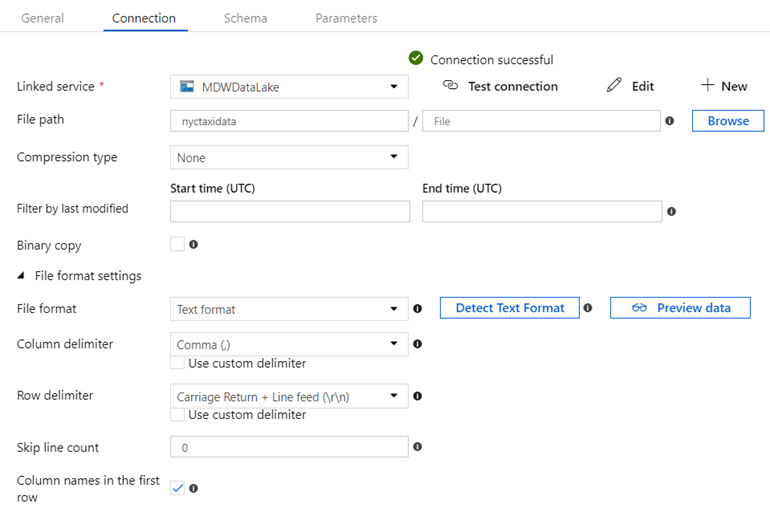 General Connection Schema Parameters
Connection successful
Linked service * MDWDataLake Test connection Edit New
File path nyctaxidata / File Browse
Compression type None
Start time (UTC) End time (UTC)
Filter by last modified
Binary copy
File format settings
File format Text format Detect Text Format Preview data
Column delimiter Comma (,)
Use custom delimiter
Row delimiter Carriage Return + Line feed (\r\n)
Use custom delimiter
Skip line count 0
Column names in the first
row